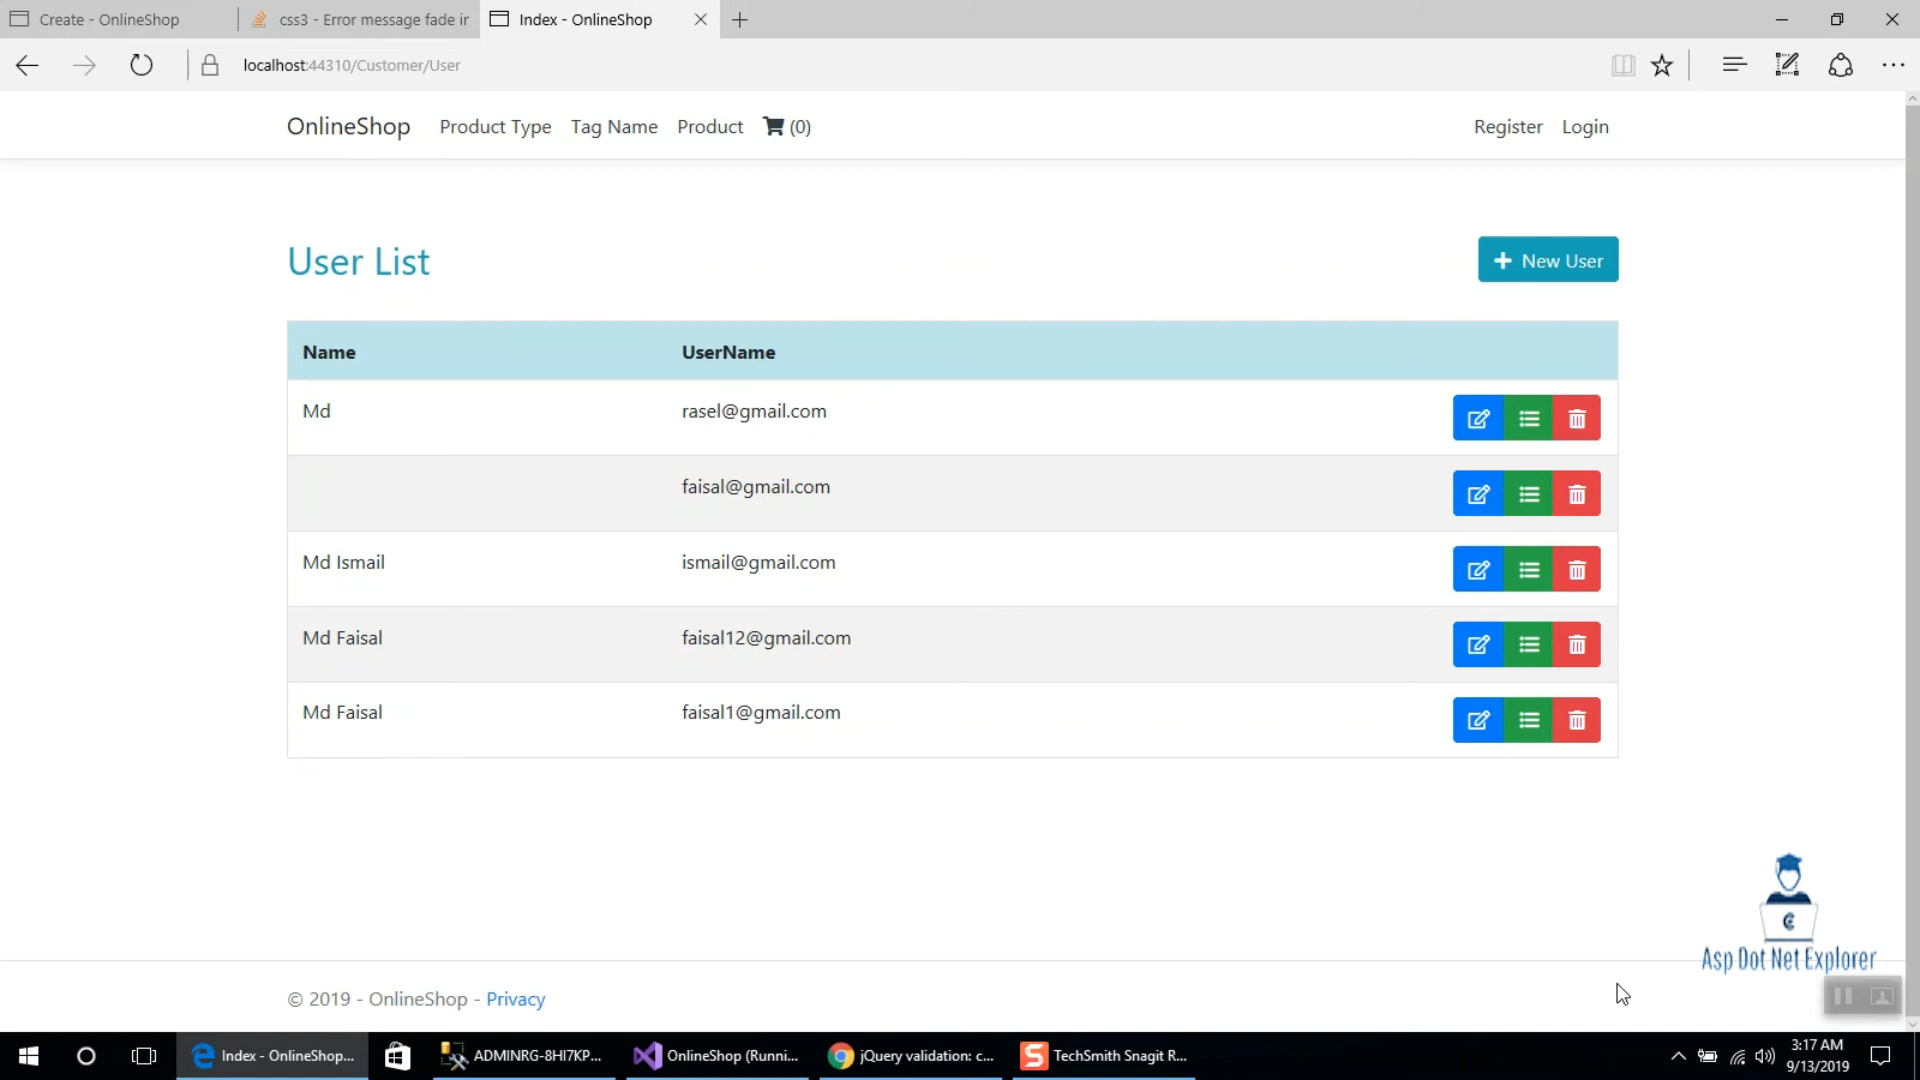 Create - OnlineShop
css3 - Error message fade ir
Index - OnlineShop
localhost:44310/Customer/User
OnlineShop Product Type Tag Name Product (0) Register Login
User List
New User
Name UserName
Md rasel@gmail.com
faisal@gmail.com
Md Ismail ismail@gmail.com
Md Faisal faisal12@gmail.com
Md Faisal faisal1@gmail.com
Asp Dot Net Explorer
© 2019 - OnlineShop - Privacy
Index - OnlineShop...
ADMINRG-8HI7KP...
OnlineShop (Runni...
jQuery validation: c...
TechSmith Snagit R...
3:17 AM
9/13/2019